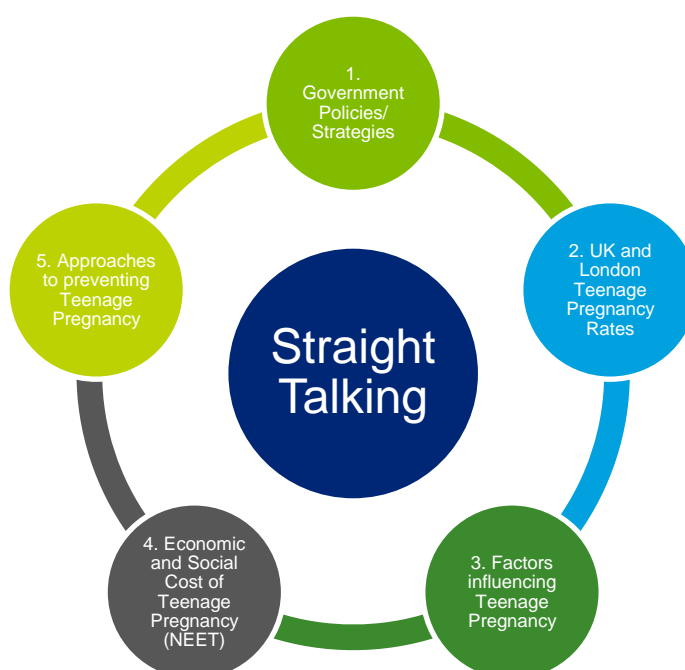 1.
Government
Policies/
Strategies
2. UK and
London
Teenage
Pregnancy
Rates
3. Factors
influencing
Teenage
Pregnancy
4. Economic
and Social
Cost of
Teenage
Pregnancy
(NEET)
5. Approaches
to preventing
Teenage
Pregnancy
Straight
Talking